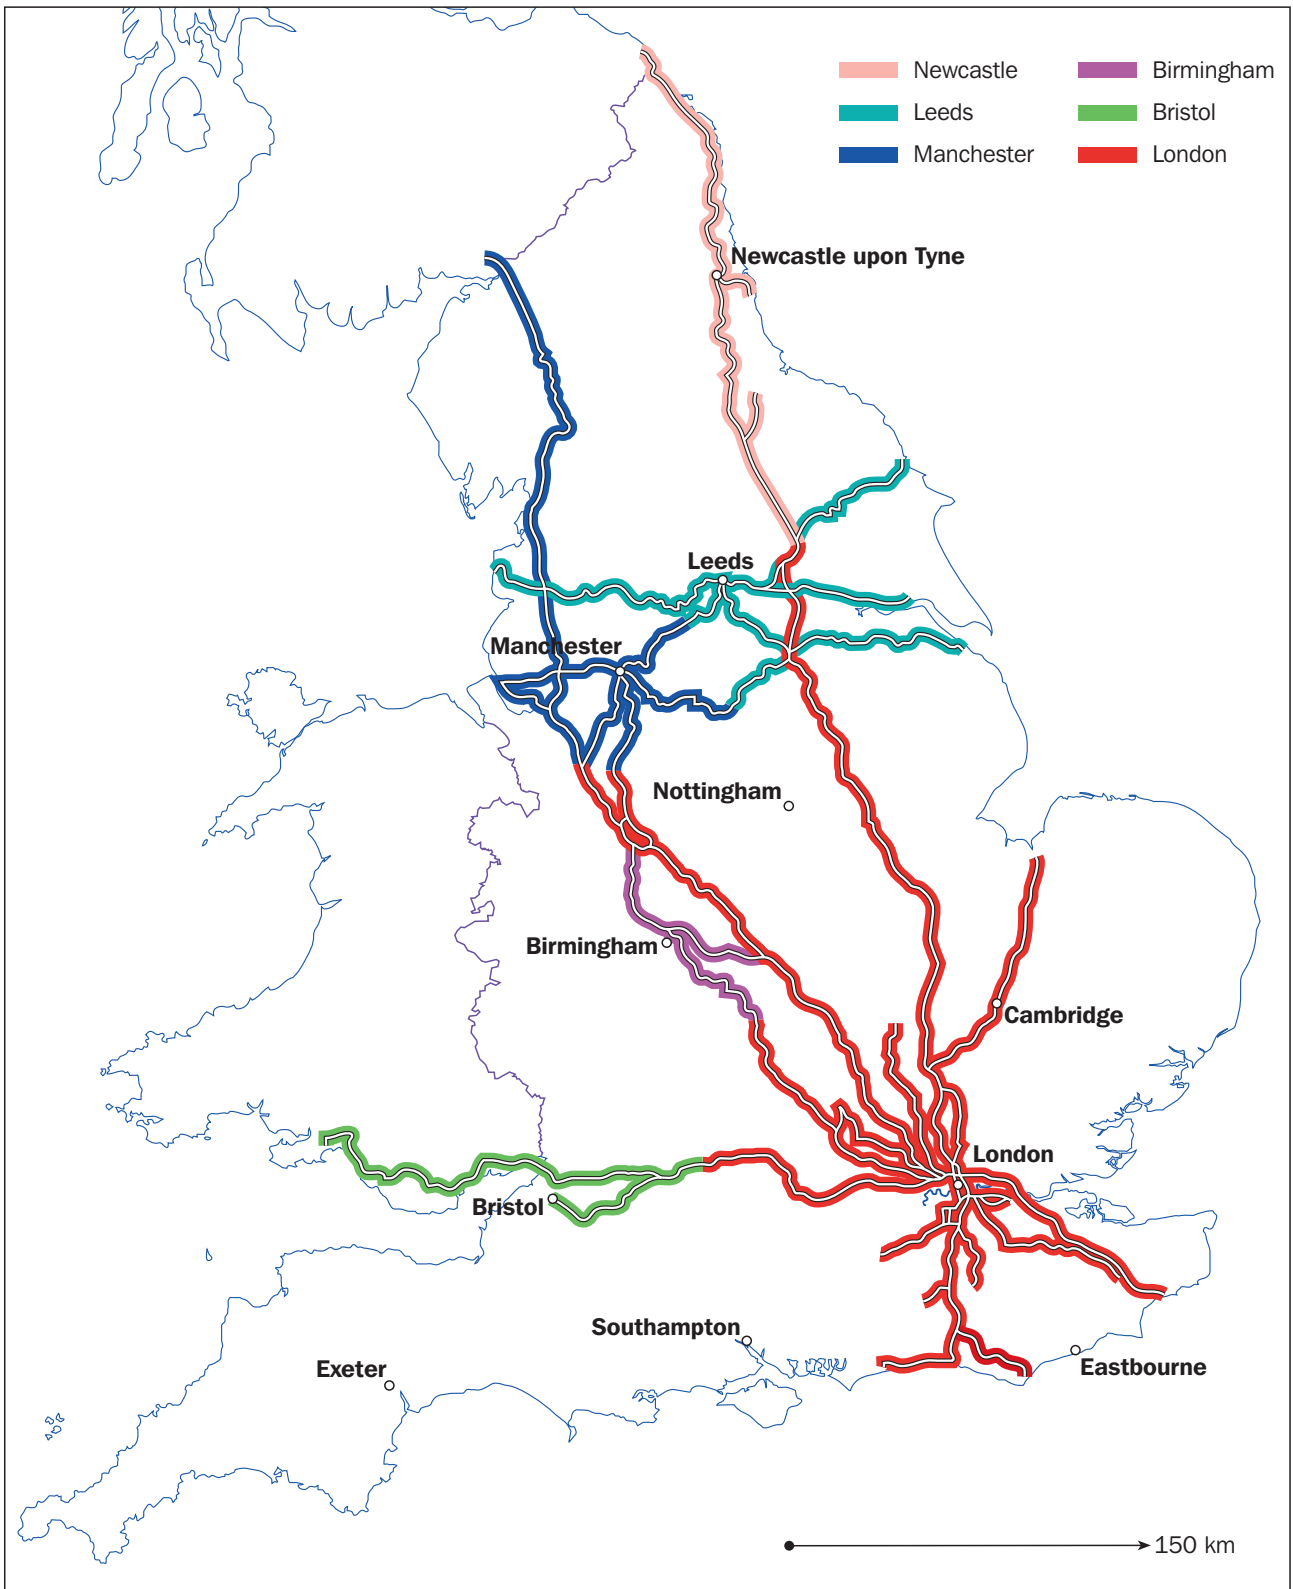 Newcastle
Leeds
Manchester
Birmingham
Bristol
London
Newcastle upon Tyne
Leeds
Manchester
Nottingham
Birmingham
Cambridge
London
Bristol
Southampton
Exeter
Eastbourne
150 km